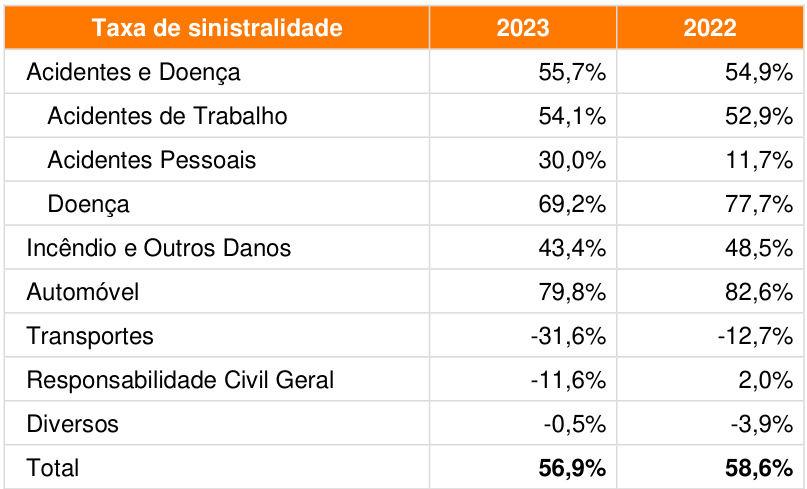 Taxa de sinistralidade 2023 2022
Acidentes e Doença 55,7% 54,9%
Acidentes de Trabalho 54,1% 52,9%
Acidentes Pessoais 30,0% 11,7%
Doença 69,2% 77,7%
Incêndio e Outros Danos 43,4% 48,5%
Automóvel 79,8% 82,6%
Transportes -31,6% -12,7%
Responsabilidade Civil Geral -11,6% 2,0%
Diversos -0,5% -3,9%
Total 56,9% 58,6%